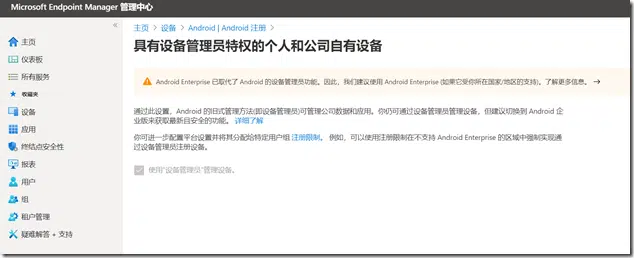 Microsoft Endpoint Manager 管理中心
主页 > 设备 > Android | Android 注册 >
具有设备管理员特权的个人和公司自有设备
主页
仪表板
所有服务
收藏夹
设备
应用
终结点安全性
报表
用户
组
租户管理
疑难解答 + 支持
Android Enterprise 已取代了 Android 的设备管理员功能。因此，我们建议使用 Android Enterprise (如果它受你所在国家/地区的支持)。了解更多信息。 →
通过此设置，Android 的旧式管理方法(即设备管理员)可管理公司数据和应用。你仍可通过设备管理员管理设备，但建议切换到 Android 企
业版来获取最新且安全的功能。 详细了解
你可进一步配置平台设置并将其分配给特定用户组 注册限制。 例如，可以使用注册限制在不支持 Android Enterprise 的区域中强制实现通
过设备管理员注册设备。
使用"设备管理员"管理设备。